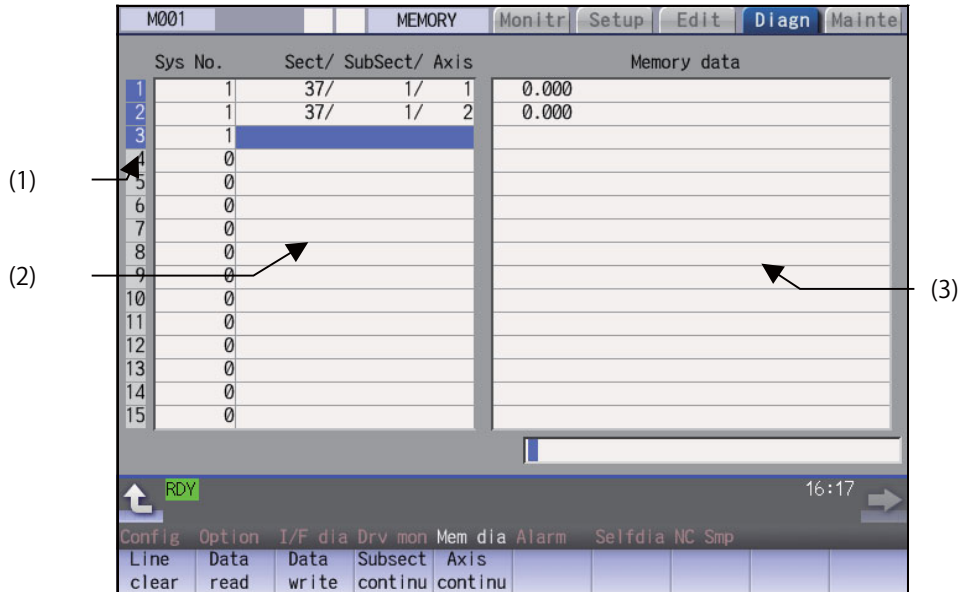 M001 MEMORY Monitr Setup Edit Diagn Mainte
Sys No. Sect/ SubSect/ Axis Memory data
1 1 37/ 1/ 1 0.000
2 1 37/ 1/ 2 0.000
3 1
4 0
(1)
5 0
6 0
7 0
8 0
(2)
9 0
(3)
10 0
11 0
12 0
13 0
14 0
15 0
RDY 16:17
Config Option I/F dia Drv mon Mem dia Alarm Selfdia NC Smp
Line Data Data Subsect Axis
clear read write continu continu